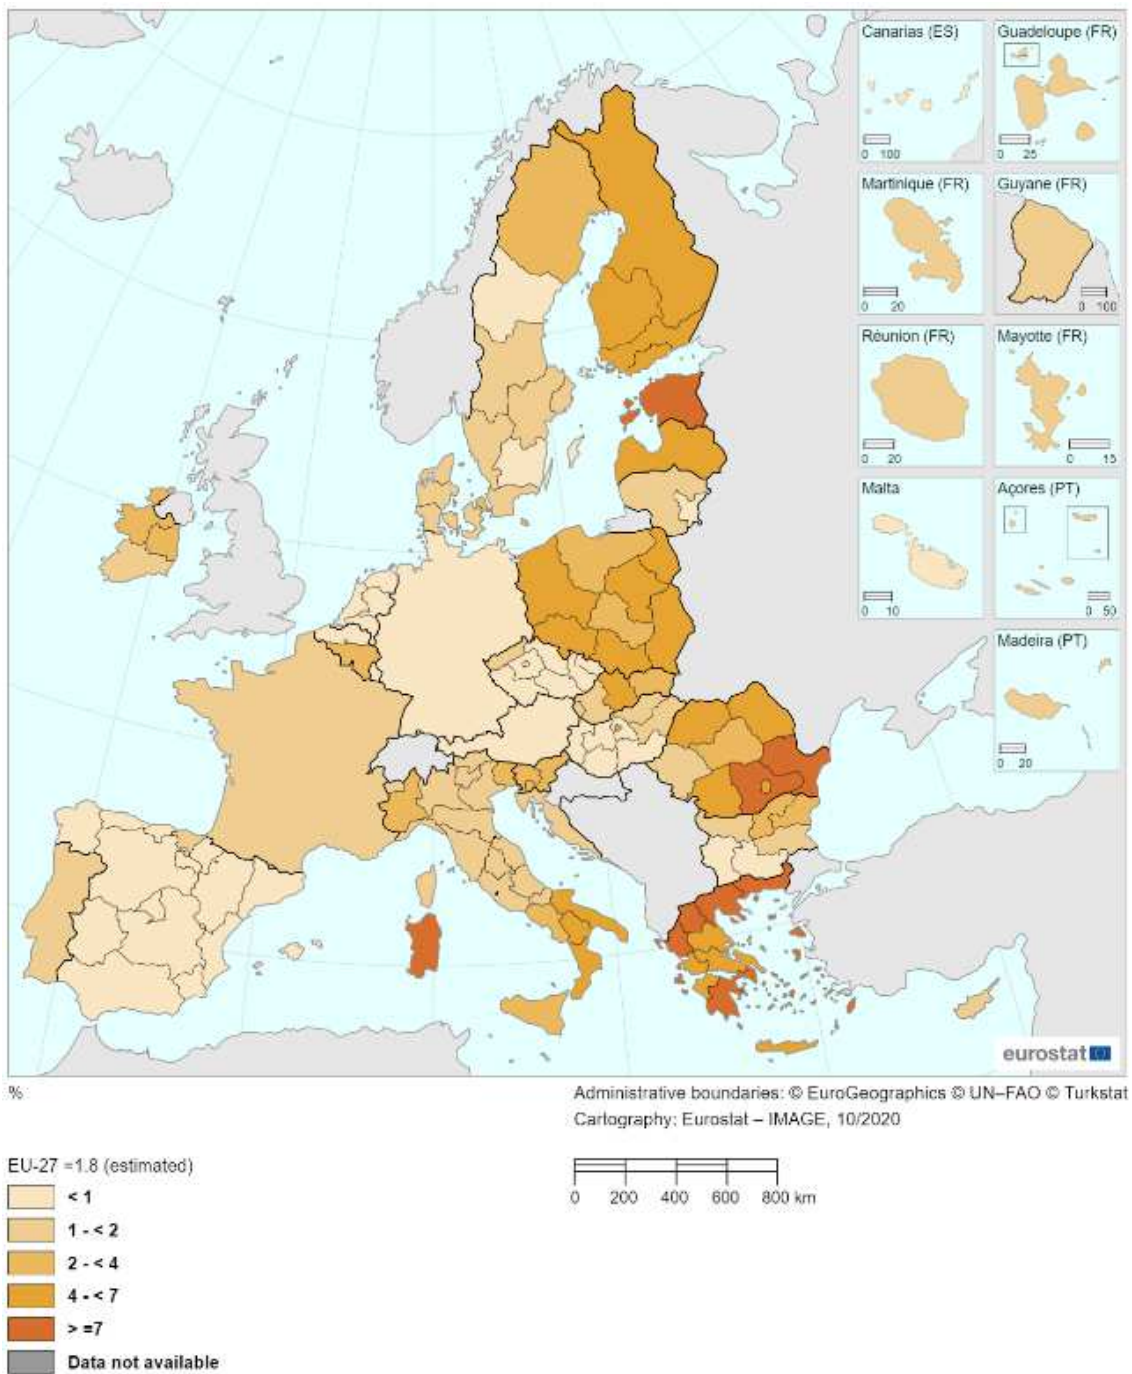 Canarias (ES)
0 100
Guadeloupe (FR)
0 25
Martinique (FR)
0 20
Guyane (FR)
0 100
Réunion (FR)
0 20
Mayotte (FR)
0 15
Malta
0 10
Açores (PT)
0 50
Madeira (PT)
0 20
eurostat
%
Administrative boundaries: © EuroGeographics © UN–FAO © Turkstat
Cartography: Eurostat – IMAGE, 10/2020
EU-27 =1.8 (estimated)
< 1
1 - < 2
2 - < 4
4 - < 7
> =7
Data not available
0 200 400 600 800 km